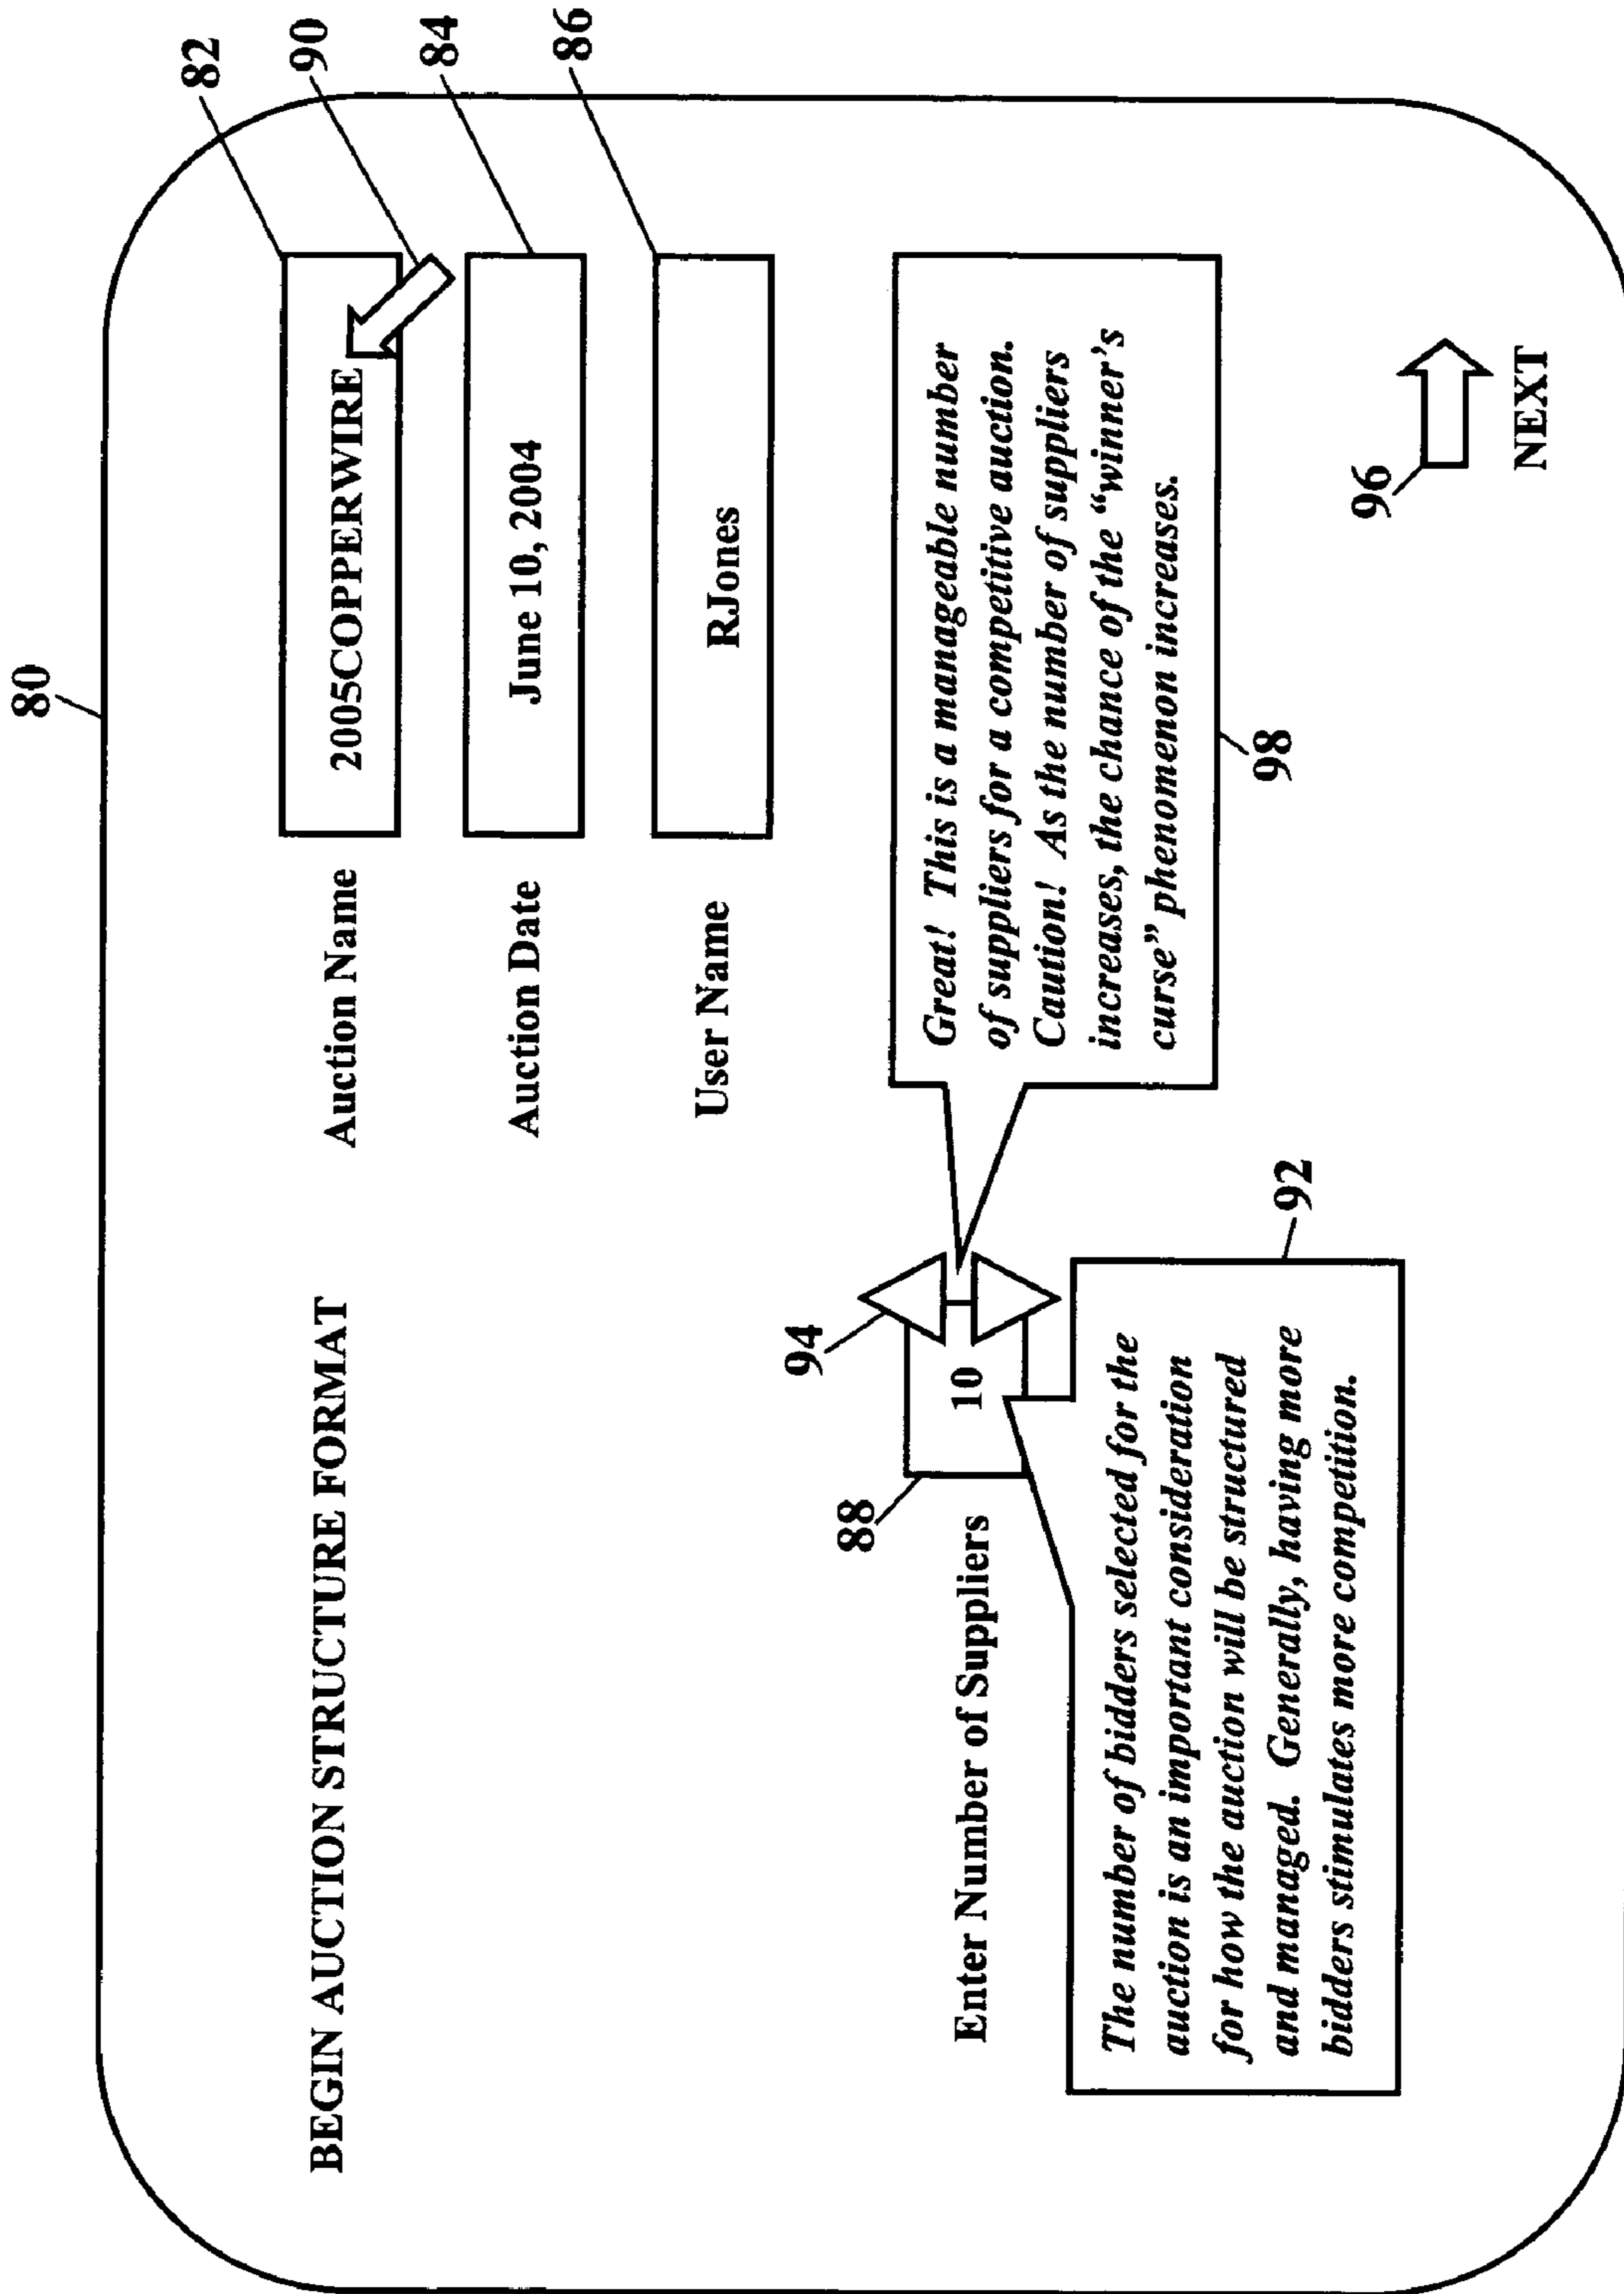 80
82
90
84
86
BEGIN AUCTION STRUCTURE FORMAT
Auction Name
2005COPPERWIRE
Auction Date
June 10, 2004
User Name
RJones
94
88
Enter Number of Suppliers
10
Great! This is a manageable number
of suppliers for a competitive auction.
Caution! As the number of suppliers
increases, the chance of the “winner’s
curse” phenomenon increases.
98
The number of bidders selected for the
auction is an important consideration
for how the auction will be structured
and managed. Generally, having more
bidders stimulates more competition.
92
96
NEXT